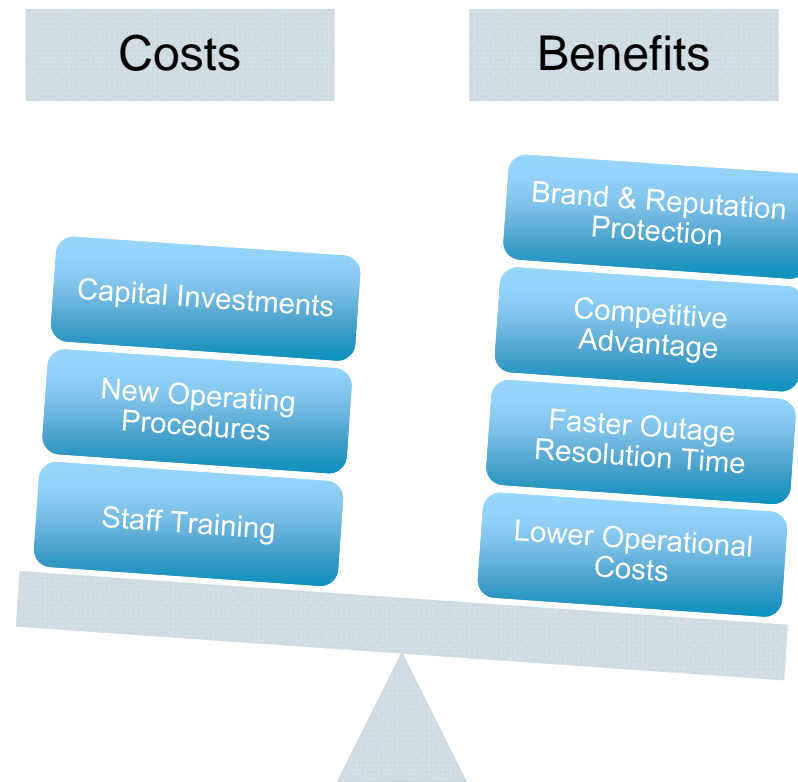 Costs
Benefits
Capital Investments
New Operating
Procedures
Staff Training
Brand & Reputation
Protection
Competitive
Advantage
Faster Outage
Resolution Time
Lower Operational
Costs